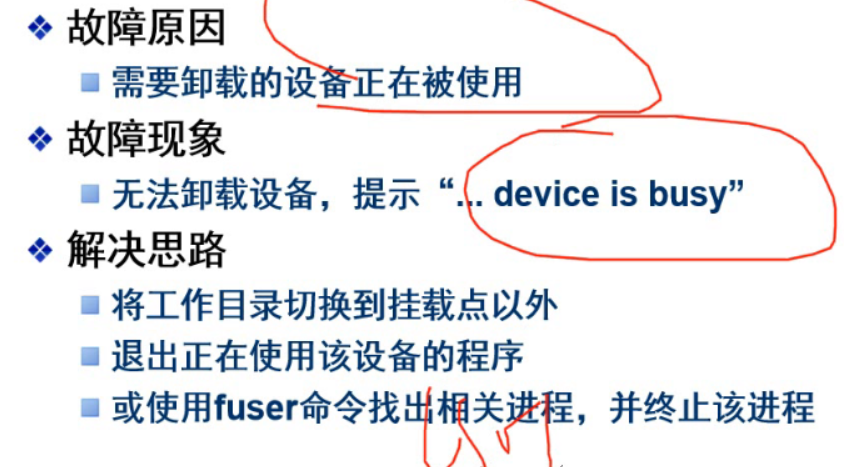 故障原因
需要卸载的设备正在被使用
故障现象
无法卸载设备，提示“... device is busy”
解决思路
将工作目录切换到挂载点以外
退出正在使用该设备的程序
或使用fuser命令找出相关进程，并终止该进程